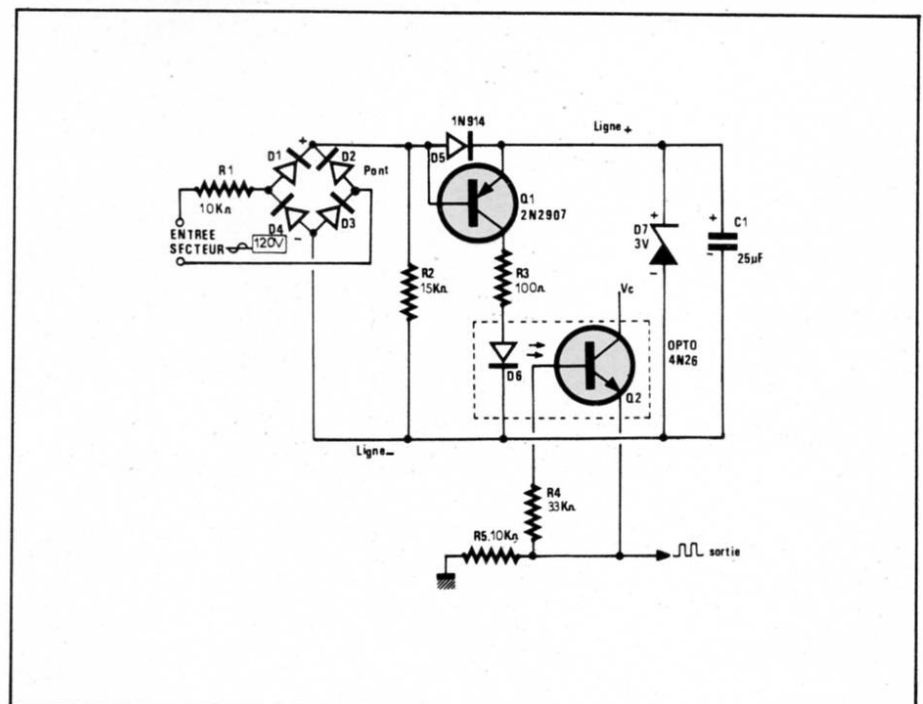 1N914
Ligne+
D1
D2
D5
+
Pont
R1
10KΩ
D4
D3
-
ENTREE
SECTEUR
120V
Q1
2N2907
R2
15KΩ
R3
100Ω
+
D7
3V
-
+
C1
-
25µF
Vc
D6
Q2
OPTO
4N26
Ligne-
R4
33KΩ
R5.10KΩ
sortie